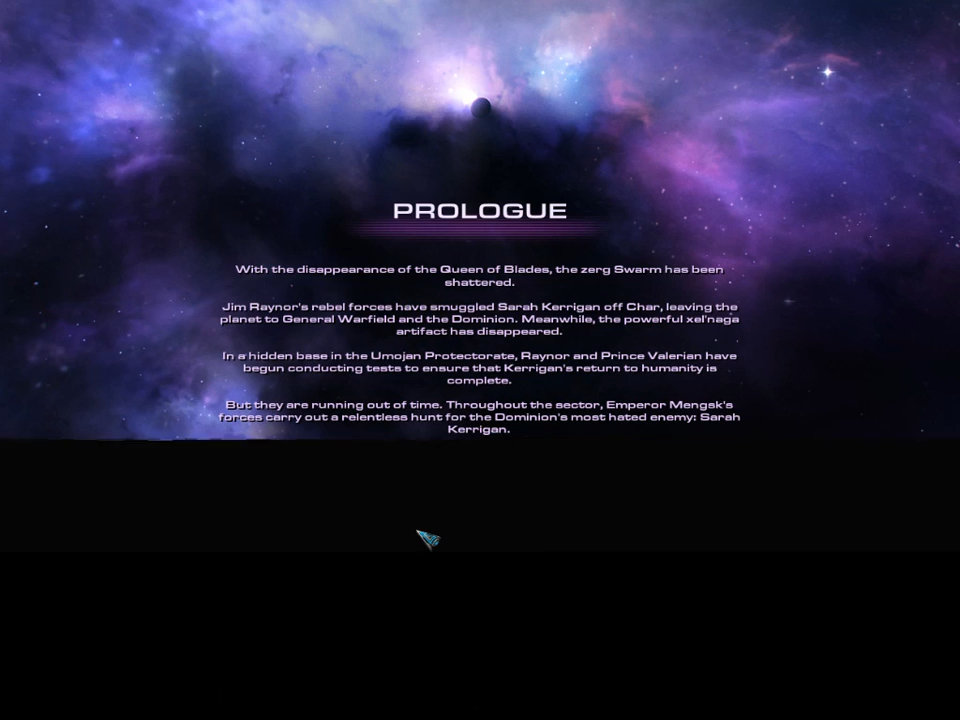 PROLOGUE
With the disappearance of the Queen of Blades, the zerg Swarm has been
shattered.
Jim Raynor's rebel forces have smuggled Sarah Kerrigan off Char, leaving the
planet to General Warfield and the Dominion. Meanwhile, the powerful xel'naga
artifact has disappeared.
In a hidden base in the Umojan Protectorate, Raynor and Prince Valerian have
begun conducting tests to ensure that Kerrigan's return to humanity is
complete.
But they are running out of time. Throughout the sector, Emperor Mengsk's
forces carry out a relentless hunt for the Dominion's most hated enemy: Sarah
Kerrigan.